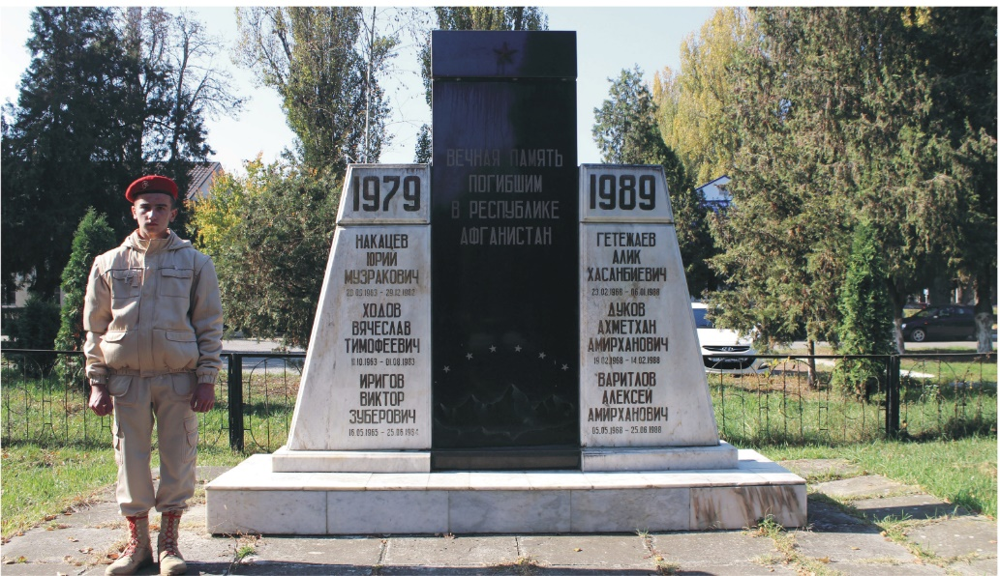 ВЕЧНАЯ ПАМЯТЬ
ПОГИБШИМ
В РЕСПУБЛИКЕ
АФГАНИСТАН
1979
НАКАЦЕВ
ЮРИЙ
МУЗРАКОВИЧ
20.05.1963 - 29.12.1983
ХОДОВ
ВЯЧЕСЛАВ
ТИМОФЕЕВИЧ
11.10.1963 - 01.08.1983
ИРИГОВ
ВИКТОР
ЗУБЕРОВИЧ
16.05.1965 - 25.06.1984
1989
ГЕТЕЖАЕВ
АЛИК
ХАСАНБИЕВИЧ
23.02.1968 - 06.01.1988
ДУКОВ
АХМЕТХАН
АМИРХАНОВИЧ
19.02.1968 - 14.02.1988
ВАРИТЛОВ
АЛЕКСЕЙ
АМИРХАНОВИЧ
05.05.1968 - 25.06.1988